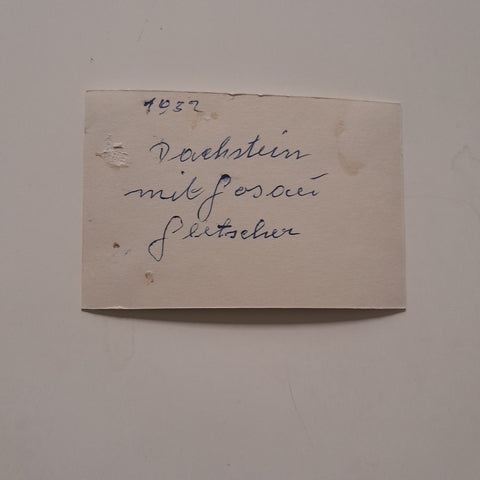 1932
Dachstein
mit Gosau
Gletscher